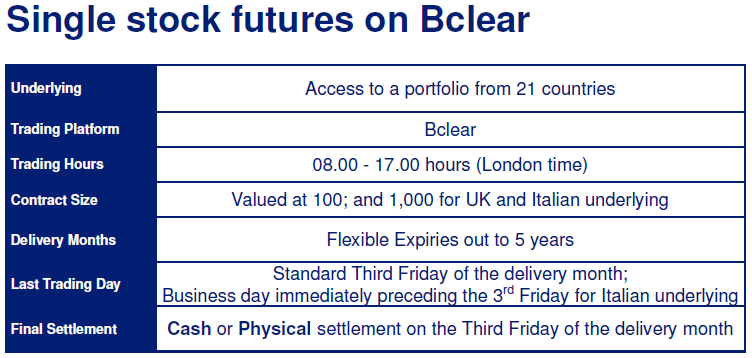 Single stock futures on Bclear
Underlying
Access to a portfolio from 21 countries
Trading Platform
Bclear
Trading Hours
08.00 - 17.00 hours (London time)
Contract Size
Valued at 100; and 1,000 for UK and Italian underlying
Delivery Months
Flexible Expiries out to 5 years
Last Trading Day
Standard Third Friday of the delivery month;
Business day immediately preceding the 3rd Friday for Italian underlying
Final Settlement
Cash or Physical settlement on the Third Friday of the delivery month